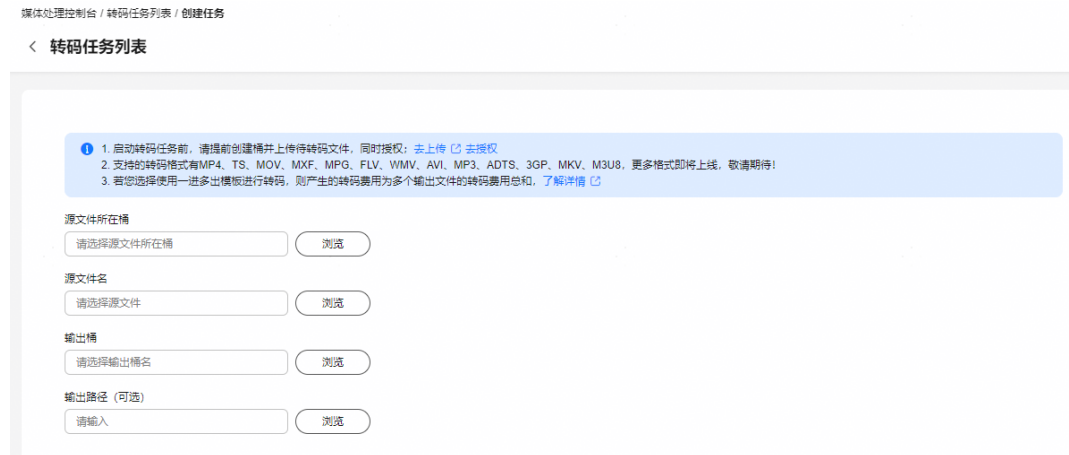 媒体处理控制台 / 转码任务列表 / 创建任务
转码任务列表
1. 启动转码任务前，请提前创建桶并上传待转码文件，同时授权：去上传 去授权
2. 支持的转码格式有MP4、TS、MOV、MXF、MPG、FLV、WMV、AVI、MP3、ADTS、3GP、MKV、M3U8，更多格式即将上线，敬请期待！
3. 若您选择使用一进多出模板进行转码，则产生的转码费用为多个输出文件的转码费用总和，了解详情
源文件所在桶
请选择源文件所在桶 浏览
源文件名
请选择源文件 浏览
输出桶
请选择输出桶名 浏览
输出路径（可选）
请输入 浏览